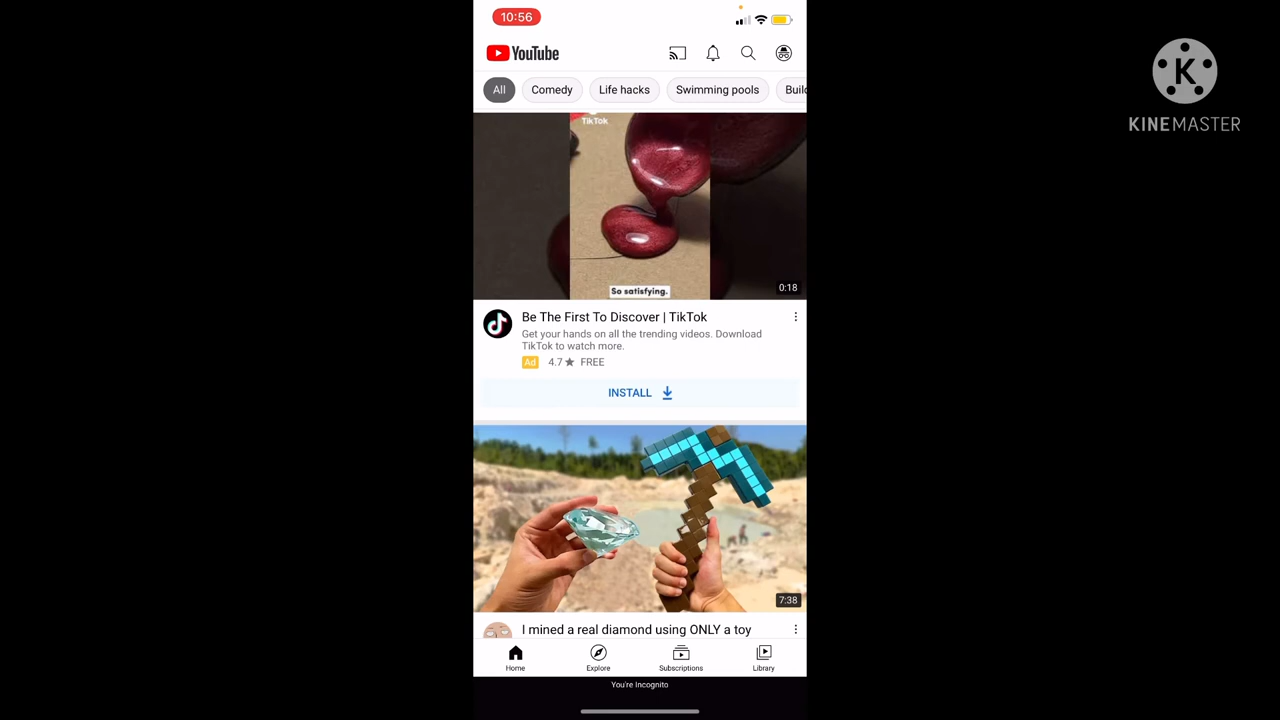 10:56
YouTube
All
Comedy
Life hacks
Swimming pools
Build
K
KINEMASTER
TikTok
So satisfying.
0:18
Be The First To Discover | TikTok
Get your hands on all the trending videos. Download
TikTok to watch more.
Ad 4.7★ FREE
INSTALL
7:38
I mined a real diamond using ONLY a toy
Home
Explore
Subscriptions
Library
You're Incognito